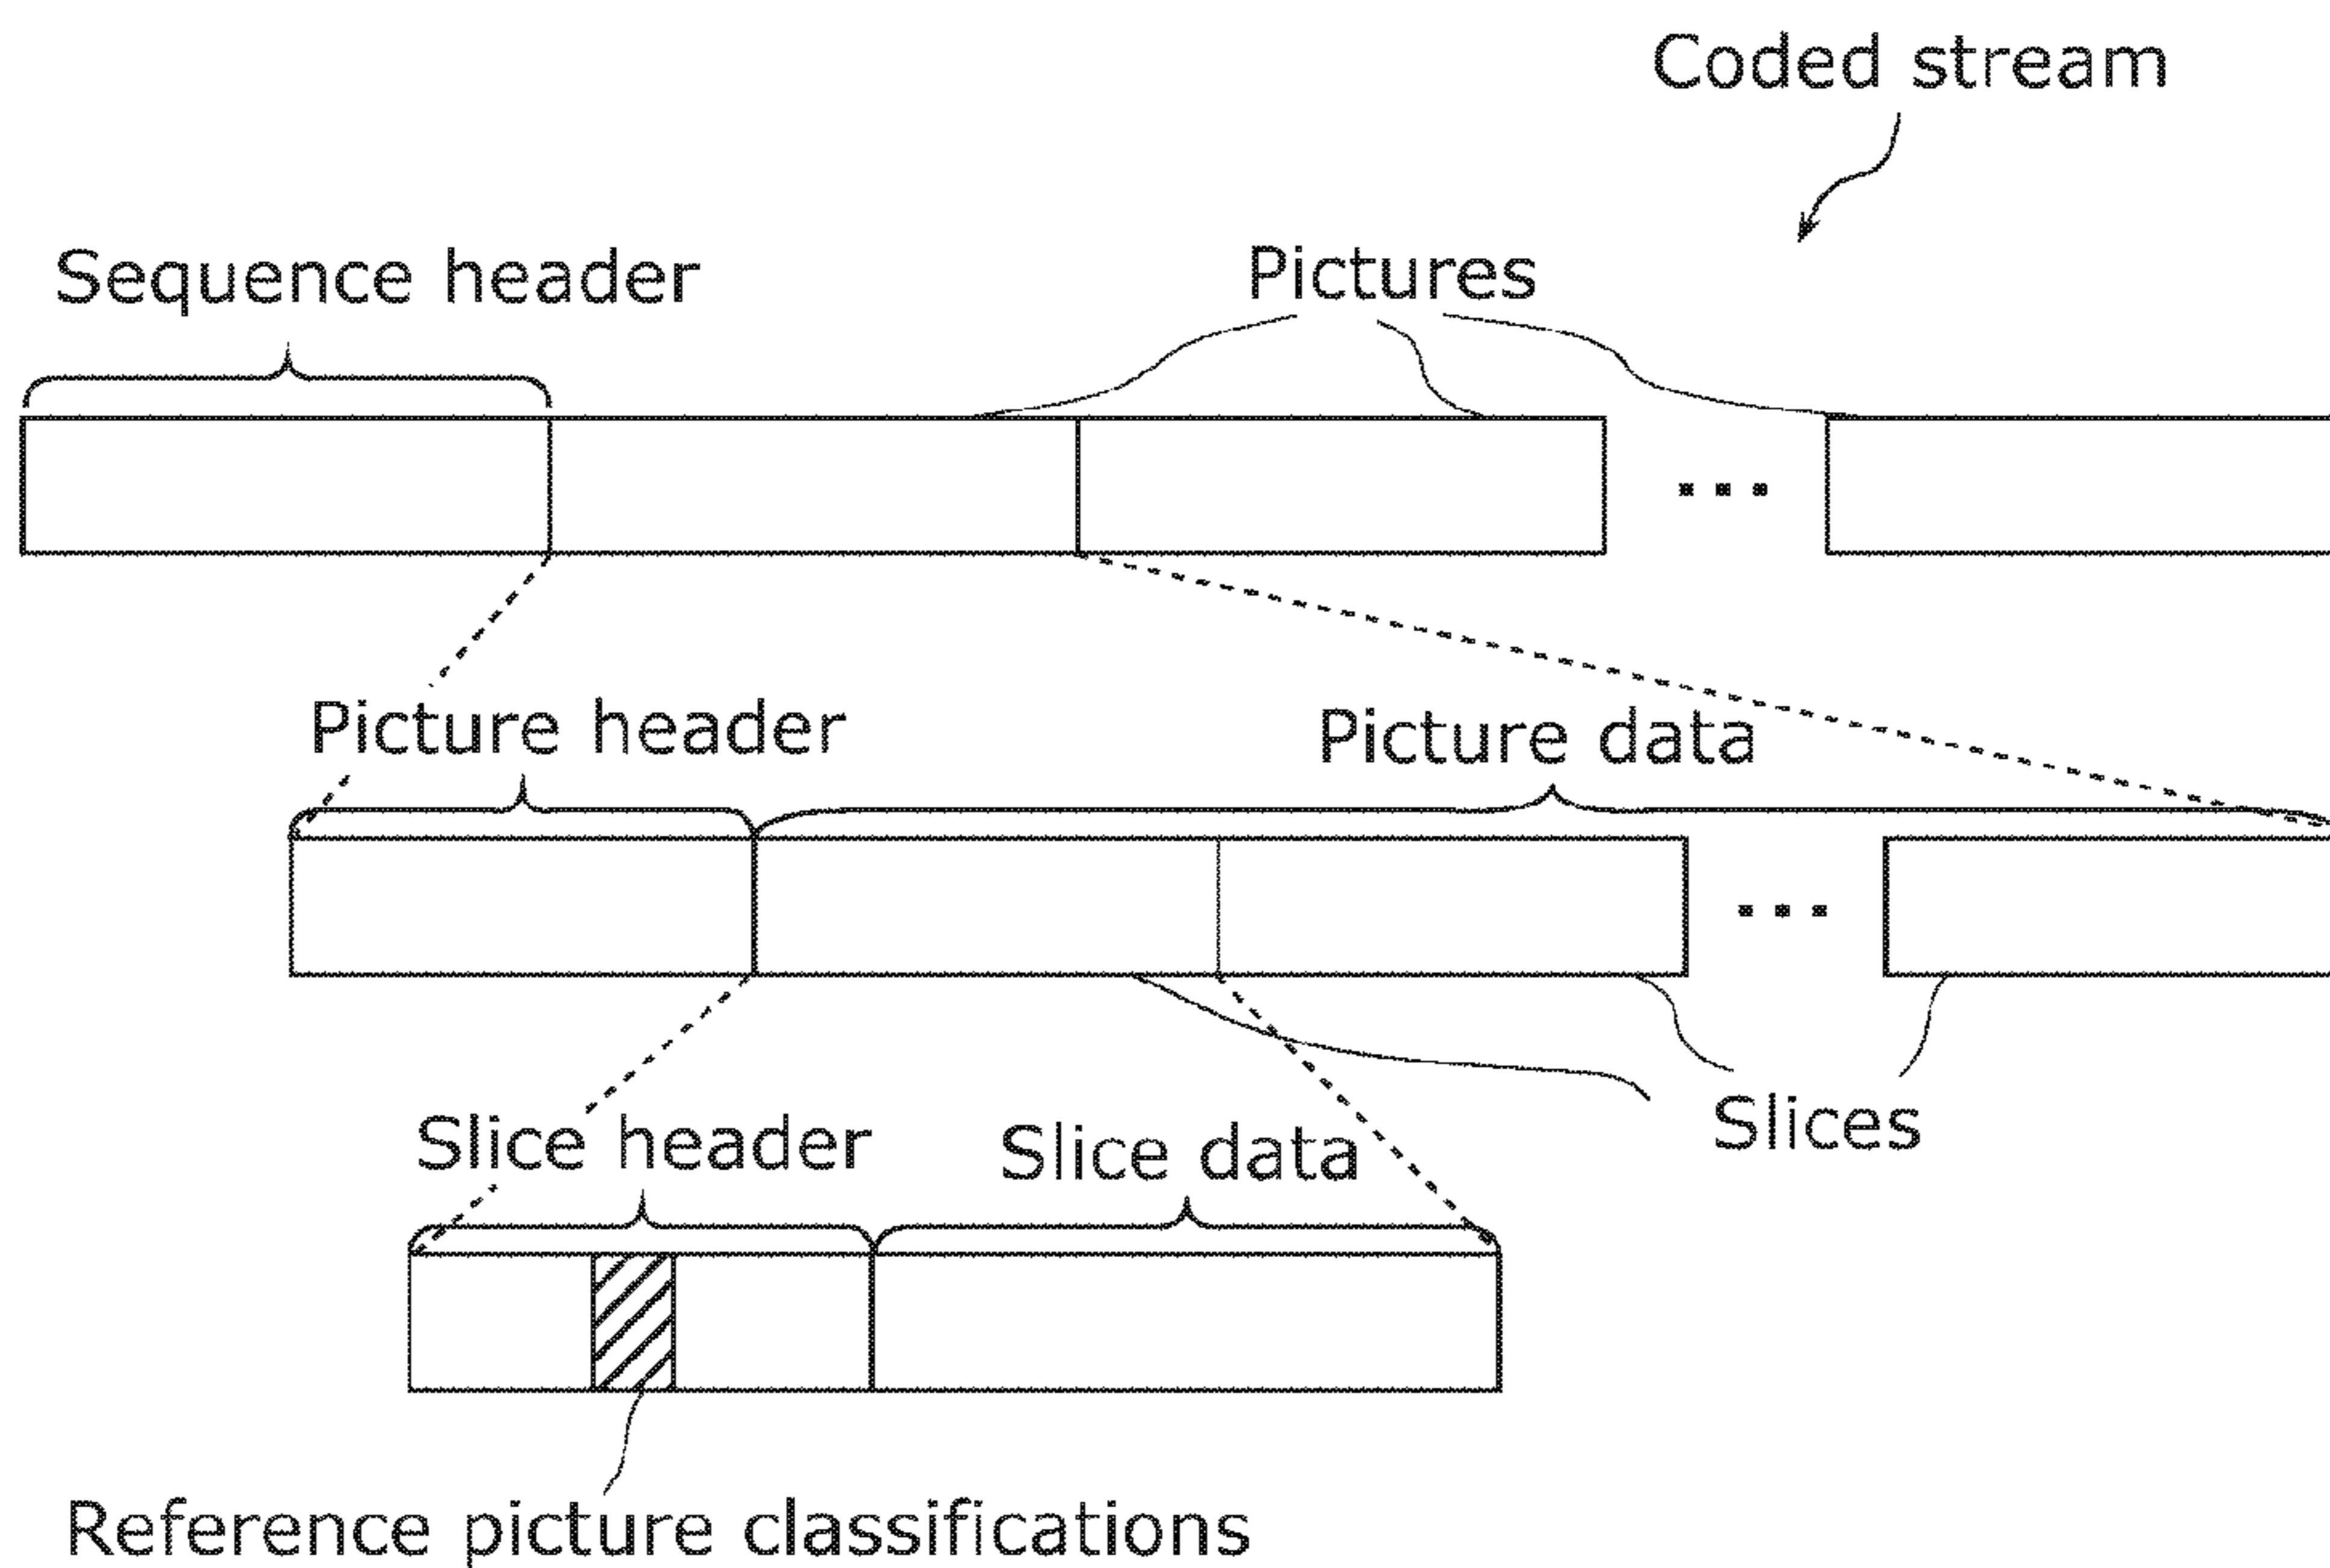 Coded stream
Sequence header
Pictures
...
Picture header
Picture data
...
Slice header
Slice data
Slices
Reference picture classifications